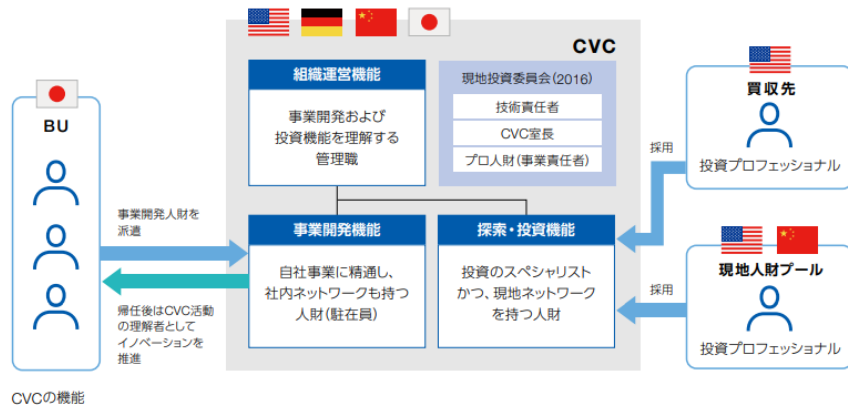 CVC
組織運営機能
事業開発および
投資機能を理解する
管理職
現地投資委員会(2016)
技術責任者
CVC室長
プロ人財(事業責任者)
BU
事業開発人財を
派遣
帰任後はCVC活動
の理解者として
イノベーションを
推進
事業開発機能
自社事業に精通し、
社内ネットワークも持つ
人財(駐在員)
探索・投資機能
投資のスペシャリスト
かつ、現地ネットワーク
を持つ人財
買収先
採用
投資プロフェッショナル
現地人財プール
採用
投資プロフェッショナル
CVCの機能